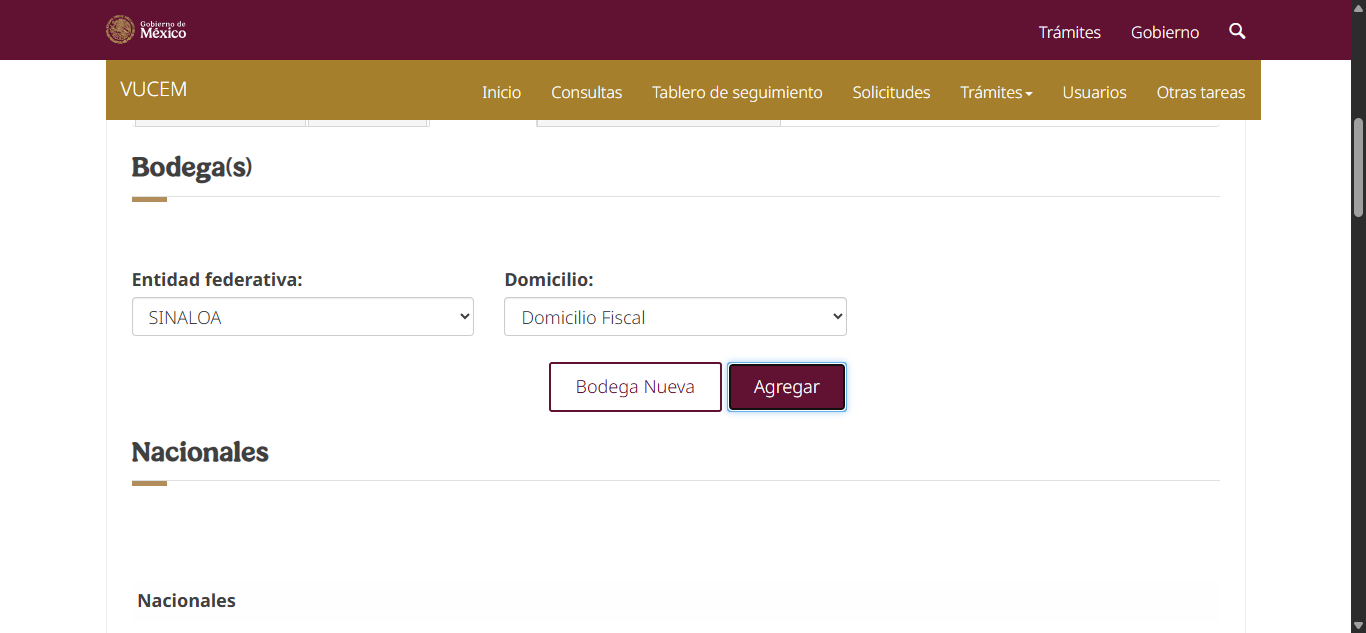 Gobierno de
México
Trámites
Gobierno
VUCEM
Inicio
Consultas
Tablero de seguimiento
Solicitudes
Trámites
Usuarios
Otras tareas
Bodega(s)
Entidad federativa:
Domicilio:
SINALOA
Domicilio Fiscal
Bodega Nueva
Agregar
Nacionales
Nacionales